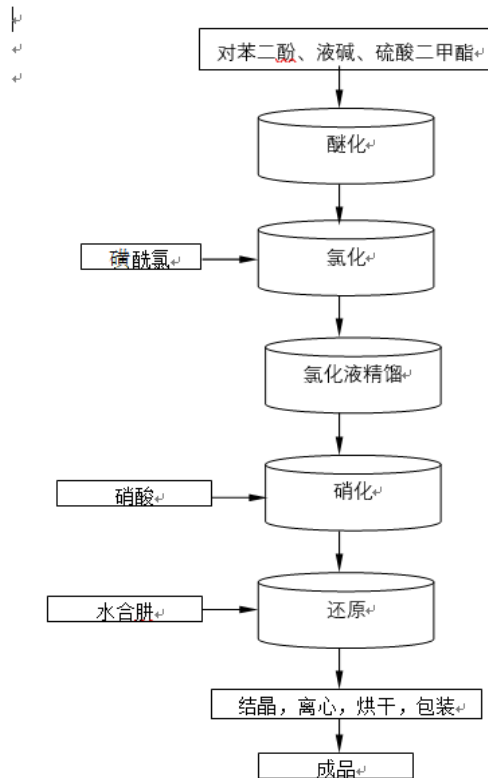 对苯二酚、液碱、硫酸二甲酯
醚化
磺酰氯
氯化
氯化液精馏
硝酸
硝化
水合肼
还原
结晶，离心，烘干，包装
成品